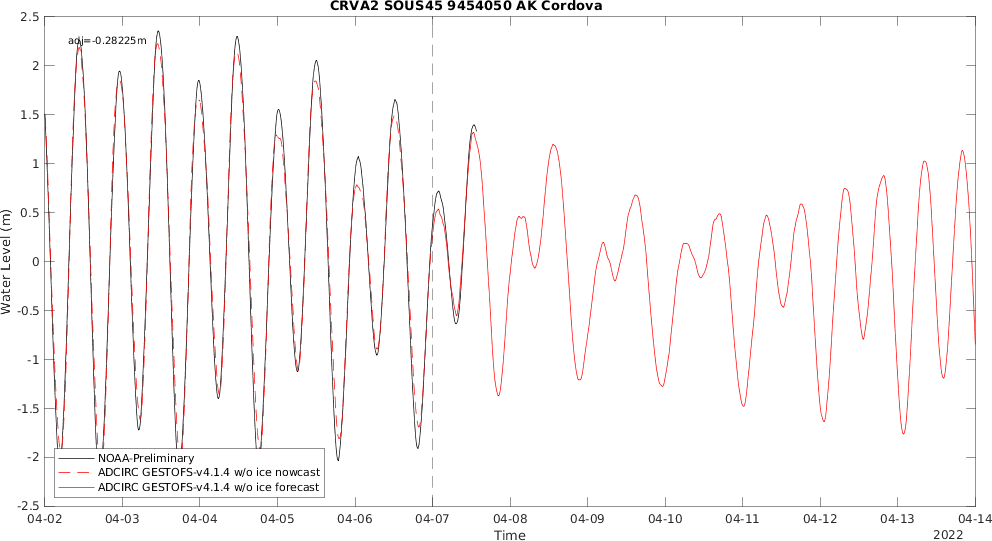 CRVA2 SOUS45 9454050 AK Cordova
adj=-0.28225m
2.5
2
1.5
1
0.5
0
-0.5
-1
-1.5
-2
-2.5
Water Level (m)
NOAA-Preliminary
ADCIRC GESTOFS-v4.1.4 w/o ice nowcast
ADCIRC GESTOFS-v4.1.4 w/o ice forecast
04-02 04-03 04-04 04-05 04-06 04-07 04-08 04-09 04-10 04-11 04-12 04-13 04-14
Time
2022